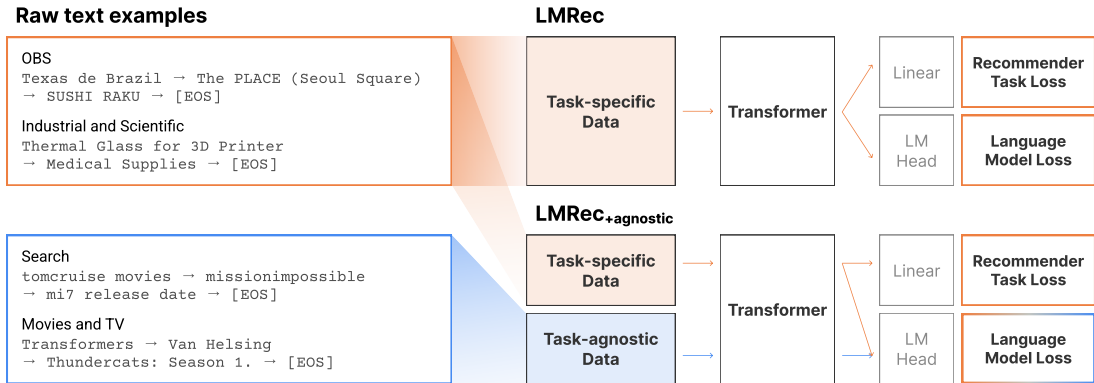 Raw text examples
OBS
Texas de Brazil → The PLACE (Seoul Square)
→ SUSHI RAKU → [EOS]
Industrial and Scientific
Thermal Glass for 3D Printer
→ Medical Supplies → [EOS]
Search
tomcruise movies → missionimpossible
→ mi7 release date → [EOS]
Movies and TV
Transformers → Van Helsing
→ Thundercats: Season 1. → [EOS]
LMRec
Task-specific
Data
Transformer
Linear
Recommender
Task Loss
LM
Head
Language
Model Loss
LMRec+agnostic
Task-specific
Data
Task-agnostic
Data
Transformer
Linear
Recommender
Task Loss
LM
Head
Language
Model Loss